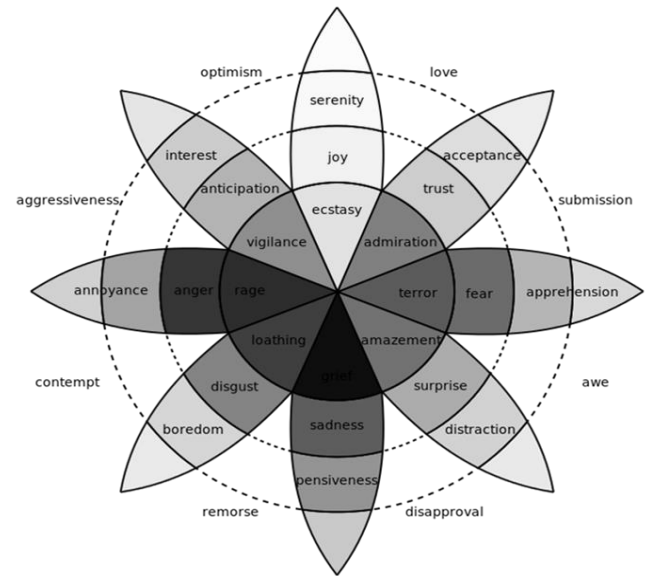 optimism
love
serenity
interest
joy
acceptance
anticipation
trust
aggressiveness
submission
ecstasy
vigilance
admiration
annoyance
anger
rage
terror
fear
apprehension
loathing
amazement
grief
contempt
awe
disgust
surprise
boredom
sadness
distraction
pensiveness
remorse
disapproval